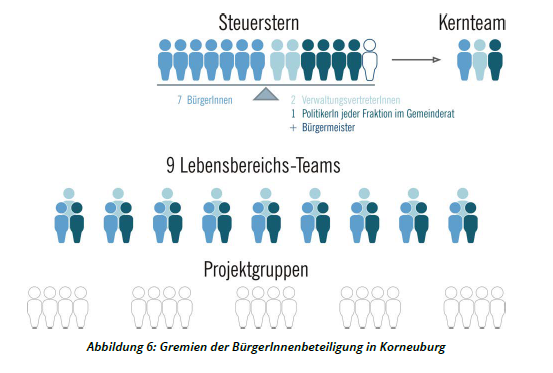 Steuerstern
Kernteam
7 BürgerInnen
2 VerwaltungsvertreterInnen
1 PolitikerIn jeder Fraktion im Gemeinderat
+ Bürgermeister
9 Lebensbereichs-Teams
Projektgruppen
Abbildung 6: Gremien der BürgerInnenbeteiligung in Korneuburg